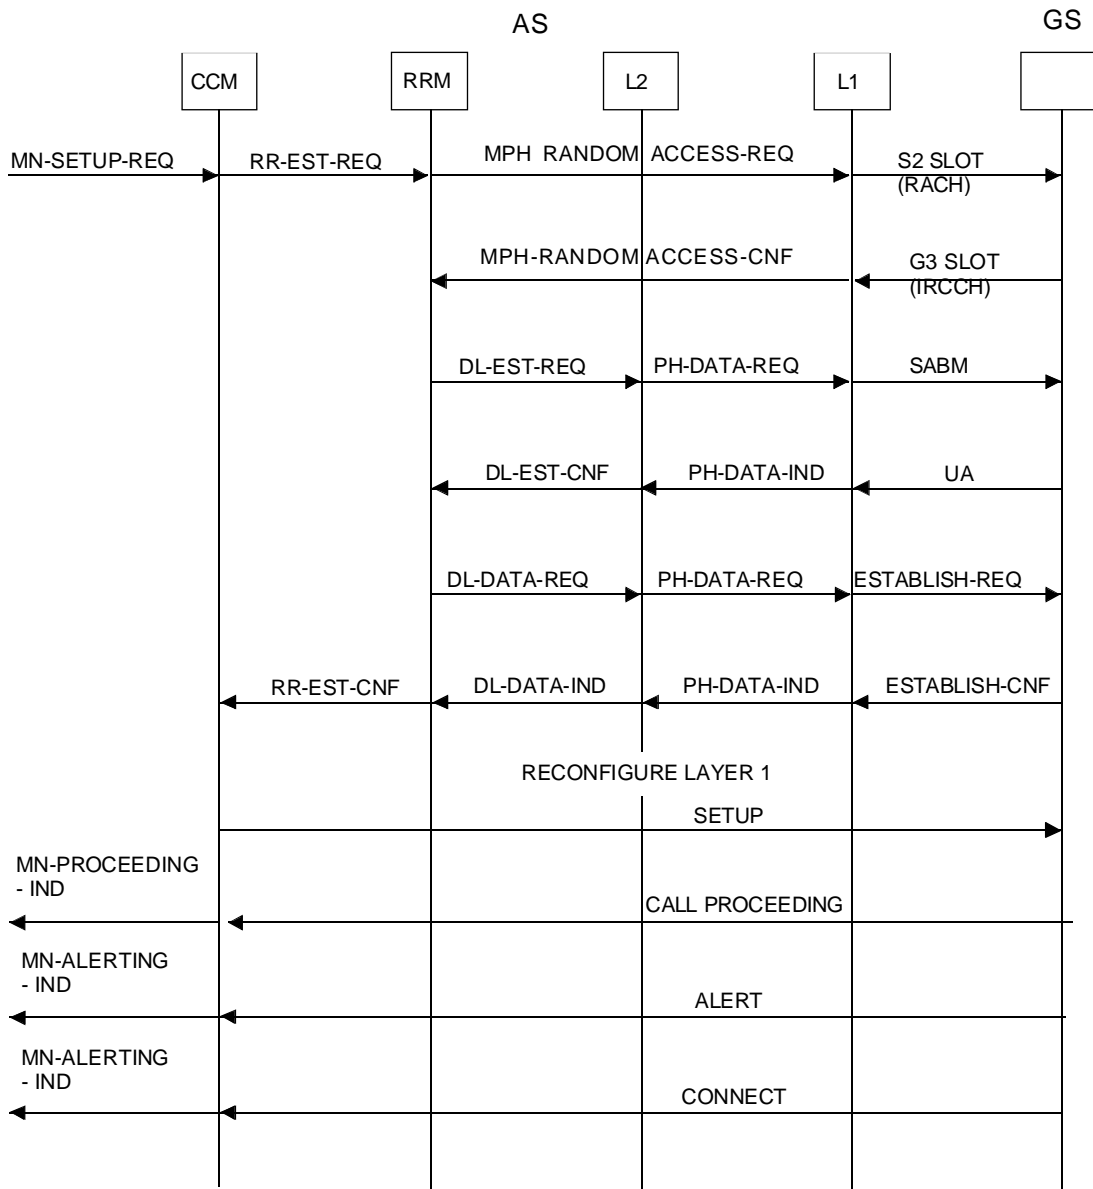 AS
GS
CCM
RRM
L2
L1
MN-SETUP-REQ
RR-EST-REQ
MPH RANDOM ACCESS-REQ
S2 SLOT
(RACH)
MPH-RANDOM ACCESS-CNF
G3 SLOT
(IRCCH)
DL-EST-REQ
PH-DATA-REQ
SABM
DL-EST-CNF
PH-DATA-IND
UA
DL-DATA-REQ
PH-DATA-REQ
ESTABLISH-REQ
RR-EST-CNF
DL-DATA-IND
PH-DATA-IND
ESTABLISH-CNF
RECONFIGURE LAYER 1
SETUP
MN-PROCEEDING
- IND
CALL PROCEEDING
MN-ALERTING
- IND
ALERT
MN-ALERTING
- IND
CONNECT